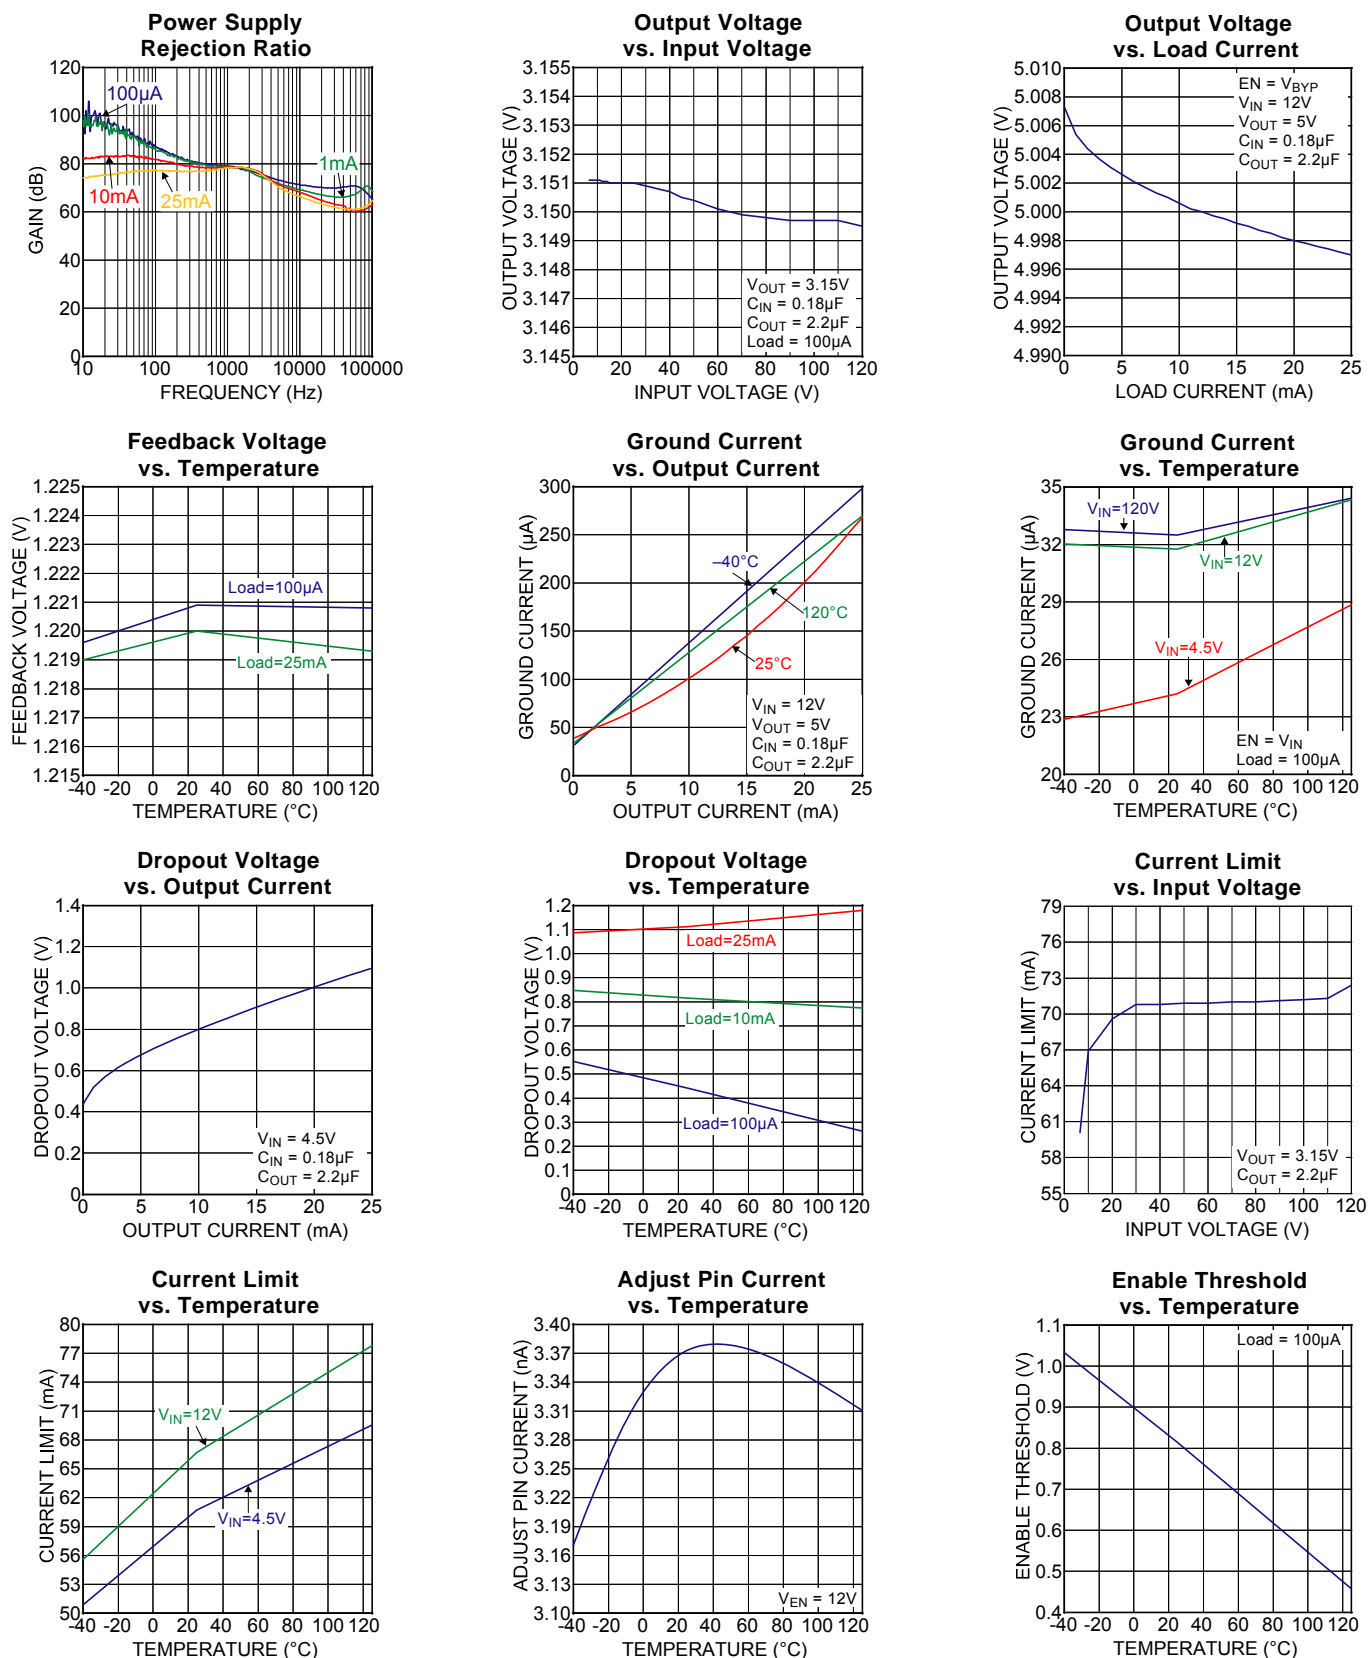 Power Supply
Rejection Ratio
120
100
80
60
40
20
0
100µA
10mA
25mA
1mA
10 100 1000 10000 100000
GAIN (dB)
FREQUENCY (Hz)
Output Voltage
vs. Input Voltage
3.155
3.154
3.153
3.152
3.151
3.150
3.149
3.148
3.147
3.146
3.145
0 20 40 60 80 100 120
OUTPUT VOLTAGE (V)
VOUT = 3.15V
CIN = 0.18µF
COUT = 2.2µF
Load = 100µA
INPUT VOLTAGE (V)
Output Voltage
vs. Load Current
5.010
5.008
5.006
5.004
5.002
5.000
4.998
4.996
4.994
4.992
4.990
0 5 10 15 20 25
OUTPUT VOLTAGE (V)
EN = VBYP
VIN = 12V
VOUT = 5V
CIN = 0.18µF
COUT = 2.2µF
LOAD CURRENT (mA)
Feedback Voltage
vs. Temperature
1.225
1.224
1.223
1.222
1.221
1.220
1.219
1.218
1.217
1.216
1.215
-40 -20 0 20 40 60 80 100 120
FEEDBACK VOLTAGE (V)
Load=100µA
Load=25mA
TEMPERATURE (°C)
Ground Current
vs. Output Current
300
250
200
150
100
50
0
0 5 10 15 20 25
GROUND CURRENT (µA)
–40°C
120°C
25°C
VIN = 12V
VOUT = 5V
CIN = 0.18µF
COUT = 2.2µF
OUTPUT CURRENT (mA)
Ground Current
vs. Temperature
35
32
29
26
23
20
-40 -20 0 20 40 60 80 100 120
GROUND CURRENT (µA)
VIN=120V
VIN=12V
VIN=4.5V
EN = VIN
Load = 100µA
TEMPERATURE (°C)
Dropout Voltage
vs. Output Current
1.4
1.2
1.0
0.8
0.6
0.4
0.2
0
0 5 10 15 20 25
DROPOUT VOLTAGE (V)
VIN = 4.5V
CIN = 0.18µF
COUT = 2.2µF
OUTPUT CURRENT (mA)
Dropout Voltage
vs. Temperature
1.2
1.1
1.0
0.9
0.8
0.7
0.6
0.5
0.4
0.3
0.2
0.1
0
-40 -20 0 20 40 60 80 100 120
DROPOUT VOLTAGE (V)
Load=25mA
Load=10mA
Load=100µA
TEMPERATURE (°C)
Current Limit
vs. Input Voltage
79
76
73
70
67
64
61
58
55
0 20 40 60 80 100 120
CURRENT LIMIT (mA)
VOUT = 3.15V
COUT = 2.2µF
INPUT VOLTAGE (V)
Current Limit
vs. Temperature
80
77
74
71
68
65
62
59
56
53
50
-40 -20 0 20 40 60 80 100 120
CURRENT LIMIT (mA)
VIN=12V
VIN=4.5V
TEMPERATURE (°C)
Adjust Pin Current
vs. Temperature
3.40
3.37
3.34
3.31
3.28
3.25
3.22
3.19
3.16
3.13
3.10
-40 -20 0 20 40 60 80 100 120
ADJUST PIN CURRENT (nA)
VEN = 12V
TEMPERATURE (°C)
Enable Threshold
vs. Temperature
1.1
1.0
0.9
0.8
0.7
0.6
0.5
0.4
-40 -20 0 20 40 60 80 100 120
ENABLE THRESHOLD (V)
Load = 100µA
TEMPERATURE (°C)